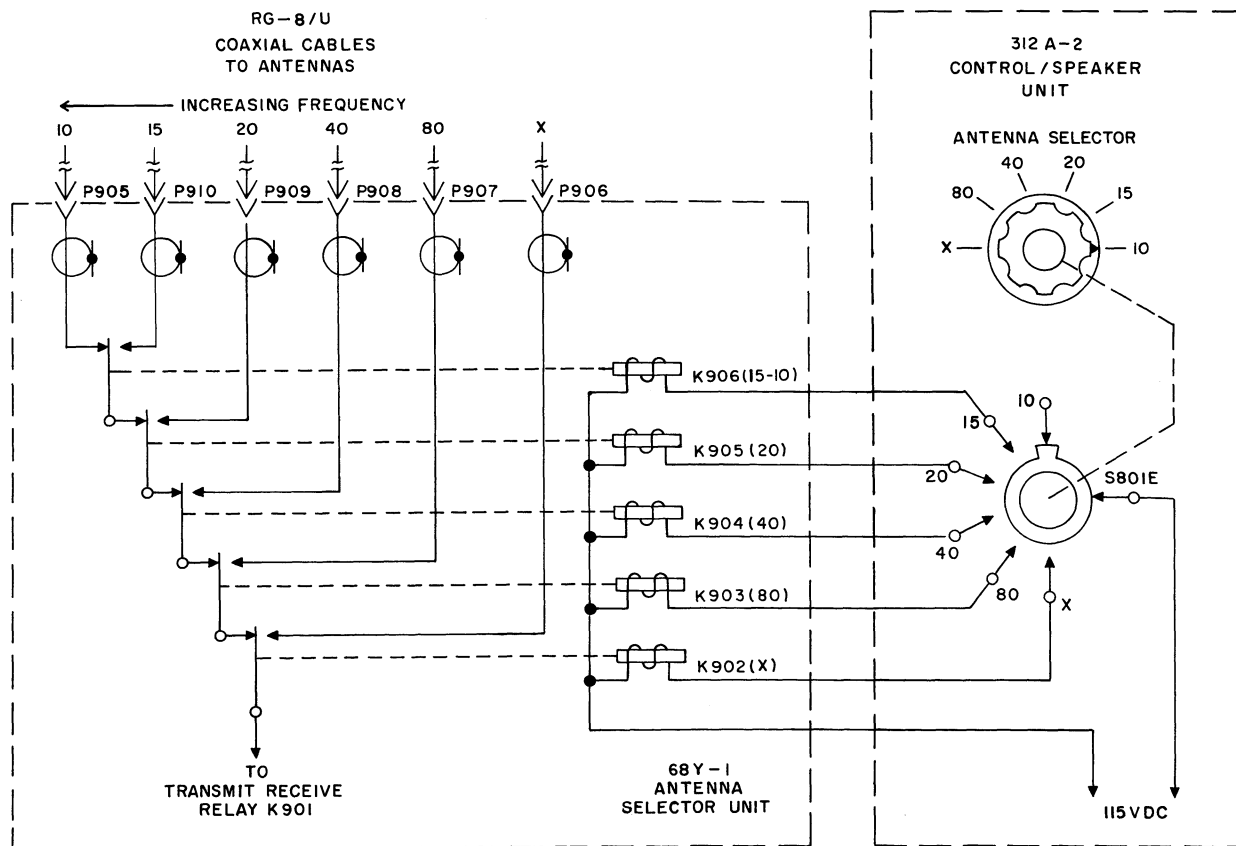 RG-8/U
COAXIAL CABLES
TO ANTENNAS
INCREASING FREQUENCY
10 15 20 40 80 X
P905 P910 P909 P908 P907 P906
312 A-2
CONTROL/SPEAKER
UNIT
ANTENNA SELECTOR
40 20
80 15
X 10
K906(15-10)
10
15
K905(20)
20
S801E
K904(40)
40
K903(80)
80
X
K902(X)
TO
TRANSMIT RECEIVE
RELAY K901
68Y-1
ANTENNA
SELECTOR UNIT
115VDC